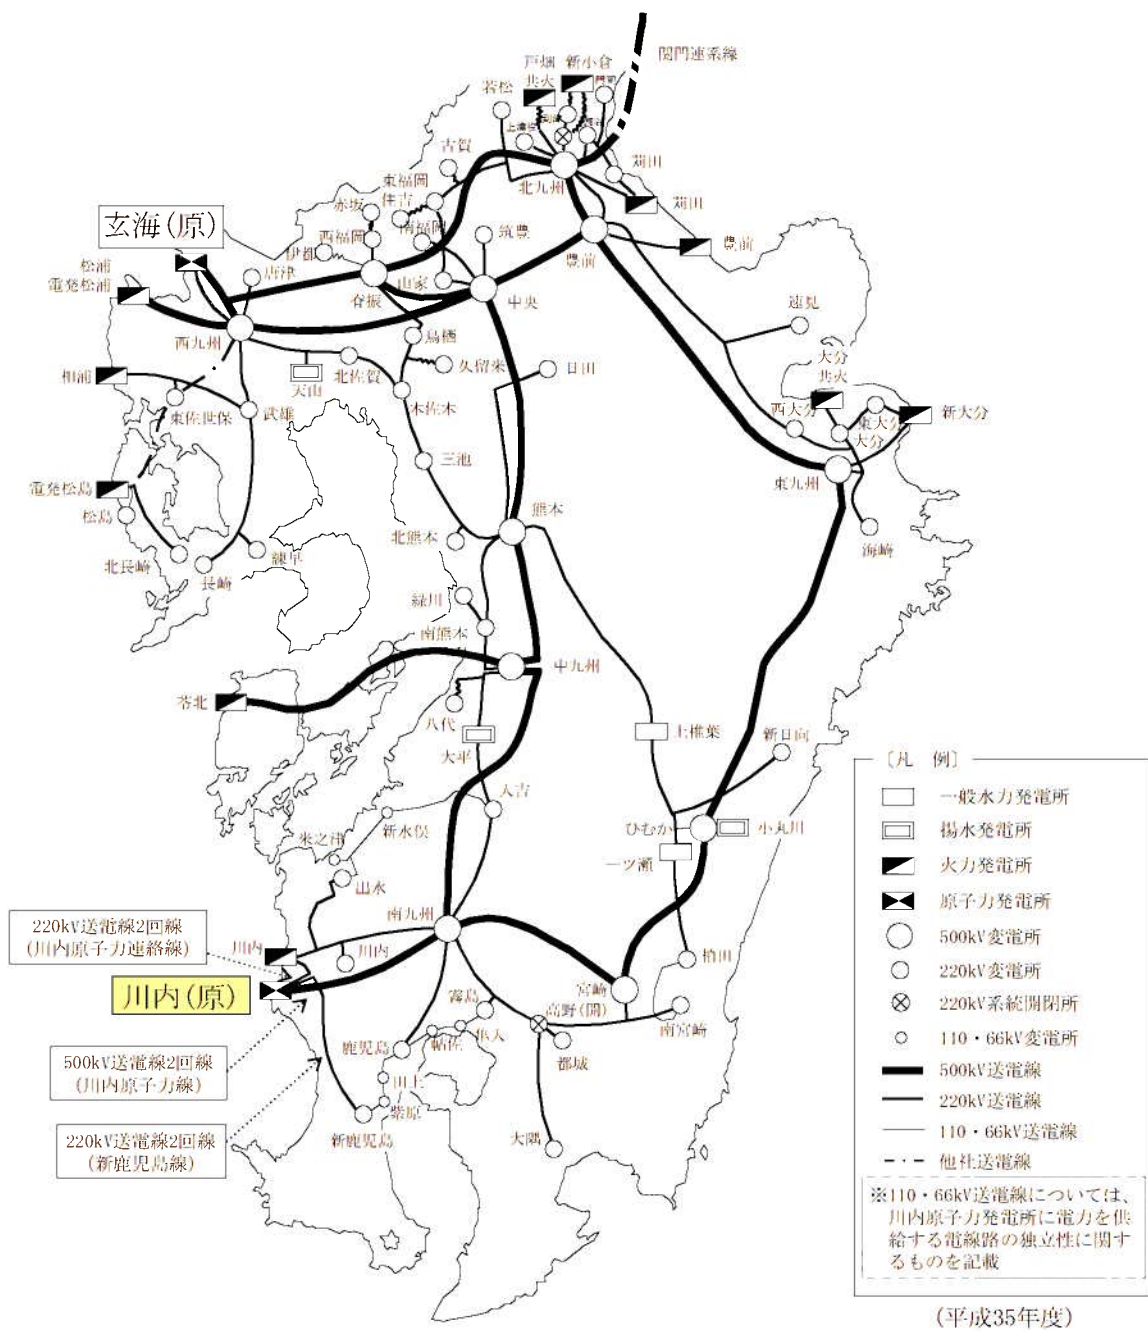 関門連系線
戸畑
共火
新小倉
若松
古賀
東福岡
住吉
赤坂
西福岡
南福岡
伊都
筑豊
北九州
苅田
苅田
豊前
豊前
玄海(原)
松浦
電発松浦
唐津
脊振
山家
中央
西九州
鳥栖
速見
大分
共火
相浦
天山
北佐賀
久留米
日田
東佐世保
武雄
木佐木
西大分
東大分
大分
新大分
電発松島
松島
三池
東九州
熊本
北熊本
海崎
北長崎
長崎
諫早
緑川
南熊本
中九州
苓北
八代
大平
上椎葉
新日向
人吉
新水俣
米之津
出水
ひむか
小丸川
一ツ瀬
南九州
220kV送電線2回線
(川内原子力連絡線)
川内
川内
柏田
川内(原)
宮崎
霧島
高野(開)
南宮崎
隼人
帖佐
鹿児島
都城
500kV送電線2回線
(川内原子力線)
田上
紫原
新鹿児島
大隅
220kV送電線2回線
(新鹿児島線)
〔凡 例〕
一般水力発電所
揚水発電所
火力発電所
原子力発電所
500kV変電所
220kV変電所
220kV系統開閉所
110・66kV変電所
500kV送電線
220kV送電線
110・66kV送電線
他社送電線
※110・66kV送電線については、
川内原子力発電所に電力を供
給する電線路の独立性に関す
るものを記載
(平成35年度)